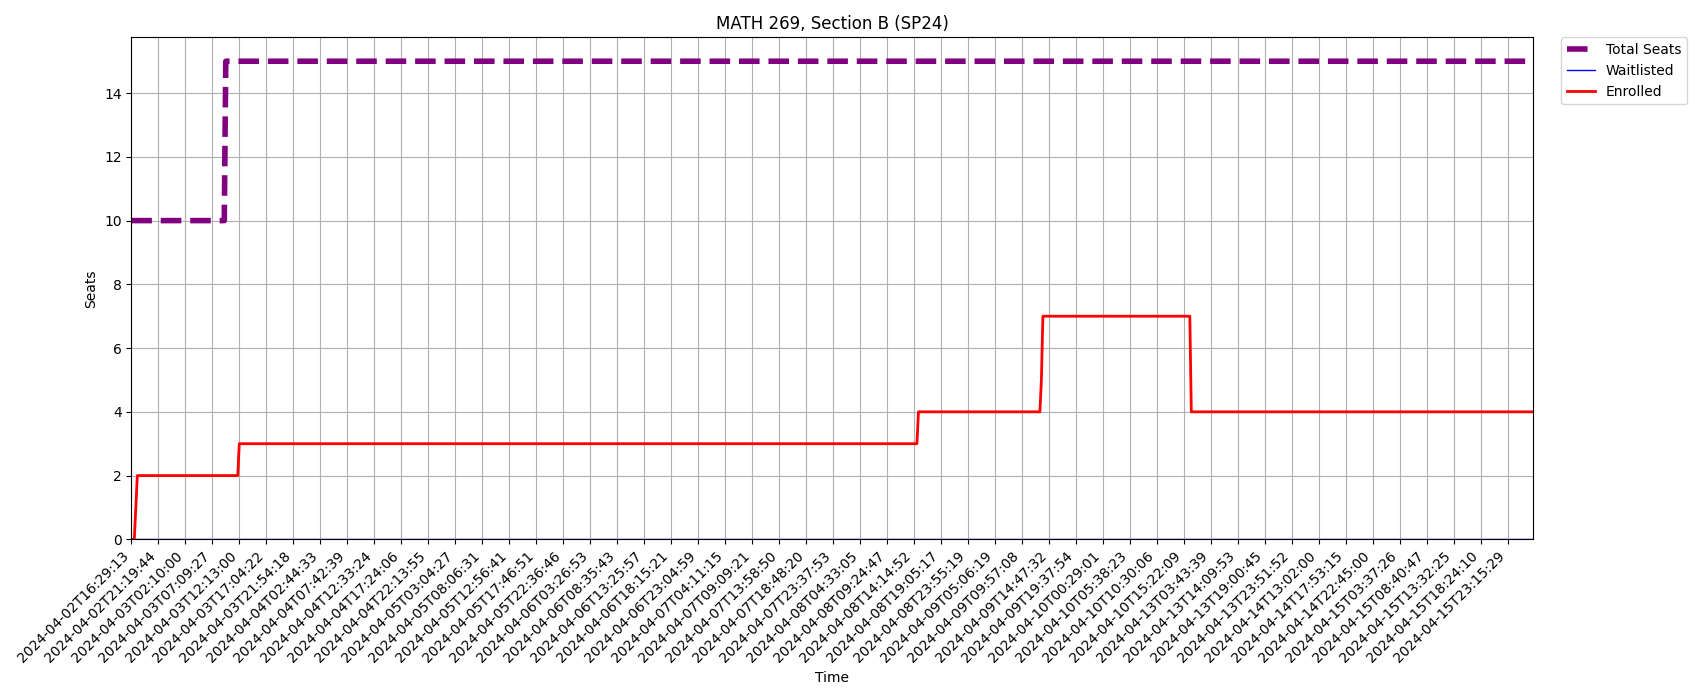 MATH 269, Section B (SP24)
Total Seats
Waitlisted
Enrolled
14
12
10
8
6
4
2
0
Seats
2024-04-02T16:29:13
2024-04-02T21:19:44
2024-04-03T02:10:00
2024-04-03T07:09:27
2024-04-03T12:13:00
2024-04-03T17:04:22
2024-04-03T21:54:18
2024-04-04T02:44:33
2024-04-04T07:42:39
2024-04-04T12:33:24
2024-04-04T17:24:06
2024-04-04T22:13:55
2024-04-05T03:04:27
2024-04-05T08:06:31
2024-04-05T12:56:41
2024-04-05T17:46:51
2024-04-05T22:36:46
2024-04-06T03:26:53
2024-04-06T08:35:43
2024-04-06T13:25:57
2024-04-06T18:15:21
2024-04-06T23:04:59
2024-04-07T04:11:15
2024-04-07T09:09:21
2024-04-07T13:58:50
2024-04-07T18:48:20
2024-04-07T23:37:53
2024-04-08T04:33:05
2024-04-08T09:24:47
2024-04-08T14:14:52
2024-04-08T19:05:17
2024-04-08T23:55:19
2024-04-09T05:06:19
2024-04-09T09:57:08
2024-04-09T14:47:32
2024-04-09T19:37:54
2024-04-10T00:29:01
2024-04-10T05:38:23
2024-04-10T10:30:06
2024-04-10T15:22:09
2024-04-13T03:43:39
2024-04-13T14:09:53
2024-04-13T19:00:45
2024-04-13T23:51:52
2024-04-14T13:02:00
2024-04-14T17:53:15
2024-04-14T22:45:00
2024-04-15T03:37:26
2024-04-15T08:40:47
2024-04-15T13:32:25
2024-04-15T18:24:10
2024-04-15T23:15:29
Time